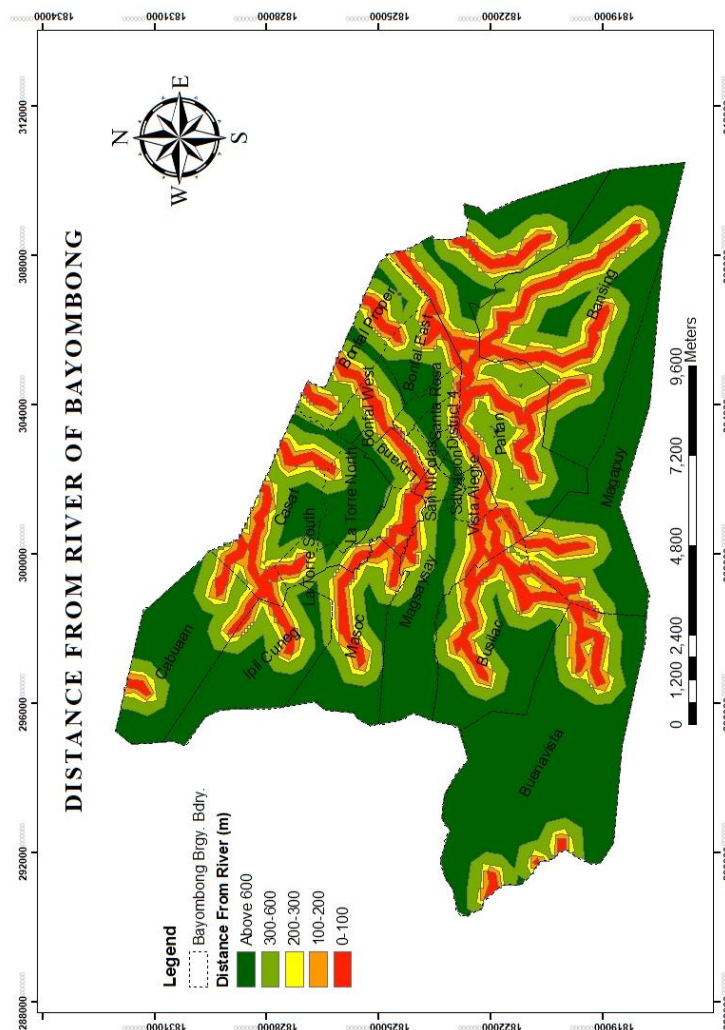 DISTANCE FROM RIVER OF BAYOMBONG
N
W E
S
288000 292000 296000 300000 304000 308000 312000
1834000
1831000
1828000
1825000
1822000
1819000
Cabuaan
Ipil Cuneg
Casat
La Torre South
La Torre North
Masoc
Magsaysay
Luyang
Bonfal West
Bonfal Proper
Bonfal East
San Nicolas
Santa Rosa
Salvacion
District 4
Vista Alegre
Paitan
Busilac
Bansing
Magapuy
Buenavista
Legend
Bayombong Brgy. Bdry.
Distance From River (m)
Above 600
300-600
200-300
100-200
0-100
0 1,200 2,400 4,800 7,200 9,600
Meters